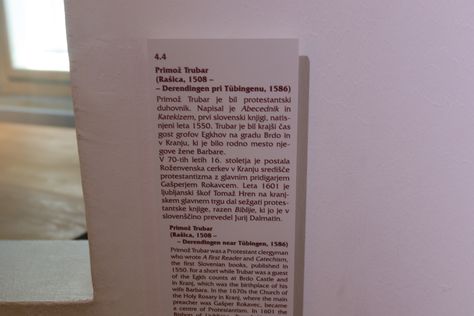 4.4
Primož Trubar
(Rašica, 1508 –
– Derendingen pri Tübingenu, 1586)
Primož Trubar je bil protestantski
duhovnik. Napisal je Abecednik in
Katekizem, prvi slovenski knjigi, natis-
njeni leta 1550. Trubar je bil krajši čas
gost grofov Egkhov na gradu Brdo in
v Kranju, ki je bilo rodno mesto nje-
gove žene Barbare.
V 70-tih letih 16. stoletja je postala
Roženvenska cerkev v Kranju središče
protestantizma z glavnim pridigarjem
Gašperjem Rokavcem. Leta 1601 je
ljubljanski škof Tomaž Hren na kranj-
skem glavnem trgu dal sežgati protes-
tantske knjige, razen Biblije, ki jo je v
slovenščino prevedel Jurij Dalmatin.
Primož Trubar
(Rašica, 1508 –
– Derendingen near Tübingen, 1586)
Primož Trubar was a Protestant clergyman
who wrote A First Reader and Catechism,
the first Slovenian books, published in
1550. for a short while Trubar was a guest
of the Egkh counts at Brdo Castle and
in Kranj, which was the birthplace of his
wife Barbara. In the 1670s the Church of
the Holy Rosary in Kranj, where the main
preacher was Gašper Rokavec, became
a centre of Protestantism. In 1601 the